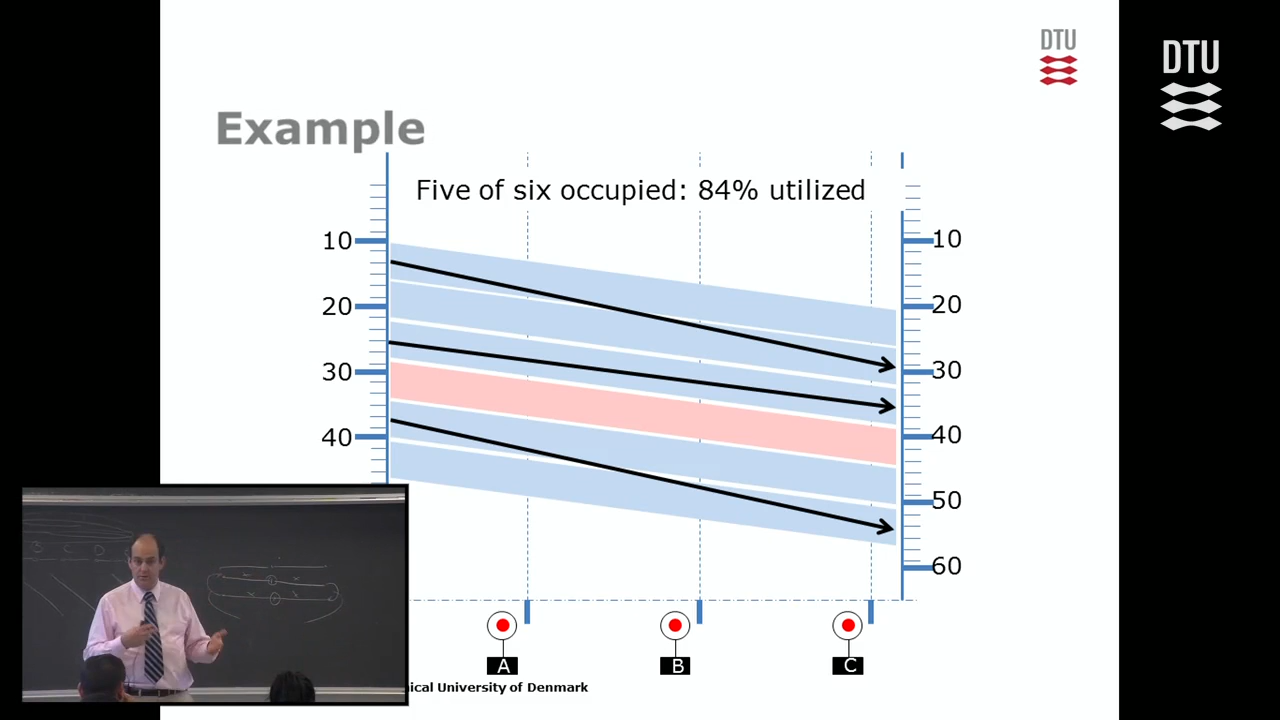 DTU
DTU
Example
Five of six occupied: 84% utilized
10
10
20
20
30
30
40
40
50
60
B C D
A
B
C
ical University of Denmark